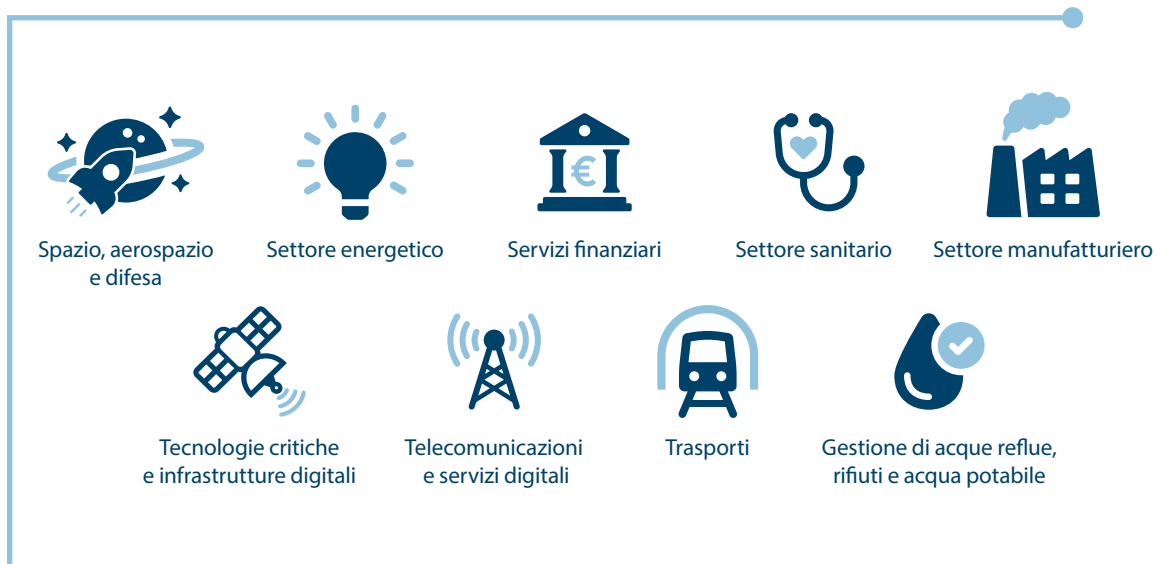 €
Spazio, aerospazio
e difesa
Settore energetico
Servizi finanziari
Settore sanitario
Settore manufatturiero
Tecnologie critiche
e infrastrutture digitali
Telecomunicazioni
e servizi digitali
Trasporti
Gestione di acque reflue,
rifiuti e acqua potabile